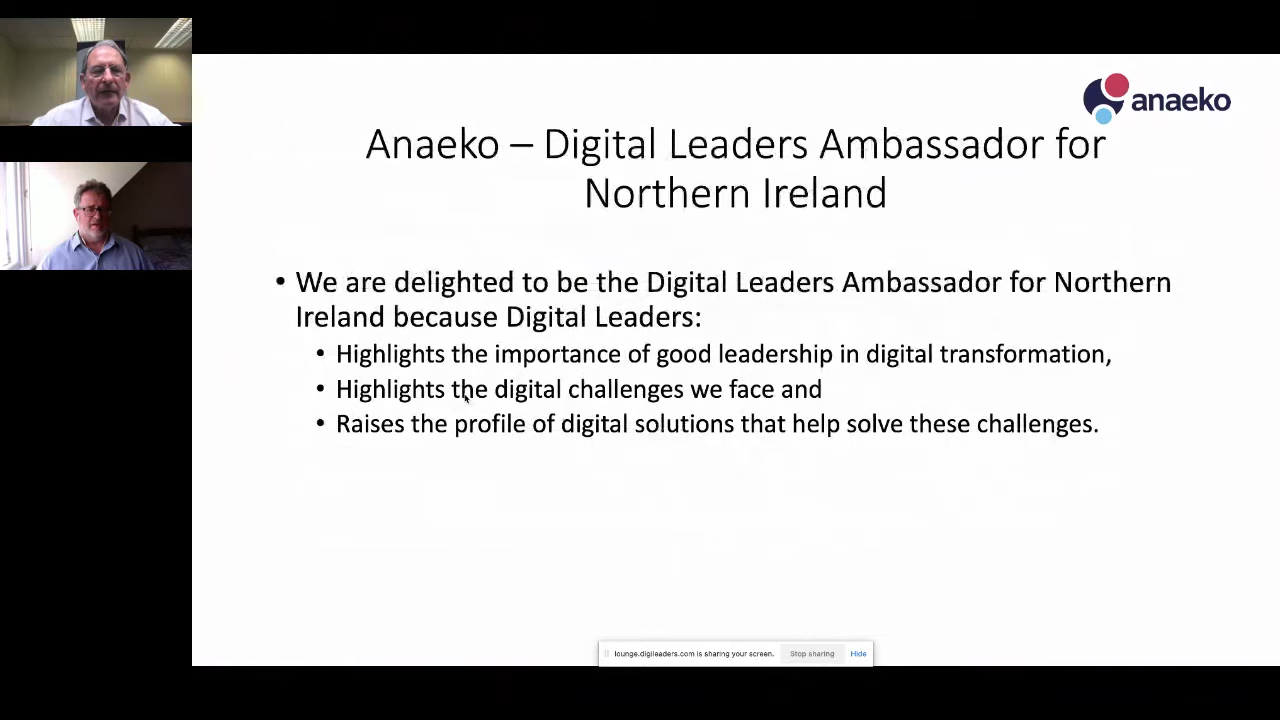 anaeko
Anaeko – Digital Leaders Ambassador for
Northern Ireland
• We are delighted to be the Digital Leaders Ambassador for Northern
Ireland because Digital Leaders:
• Highlights the importance of good leadership in digital transformation,
• Highlights the digital challenges we face and
• Raises the profile of digital solutions that help solve these challenges.
lounge.digileaders.com is sharing your screen. Stop sharing Hide